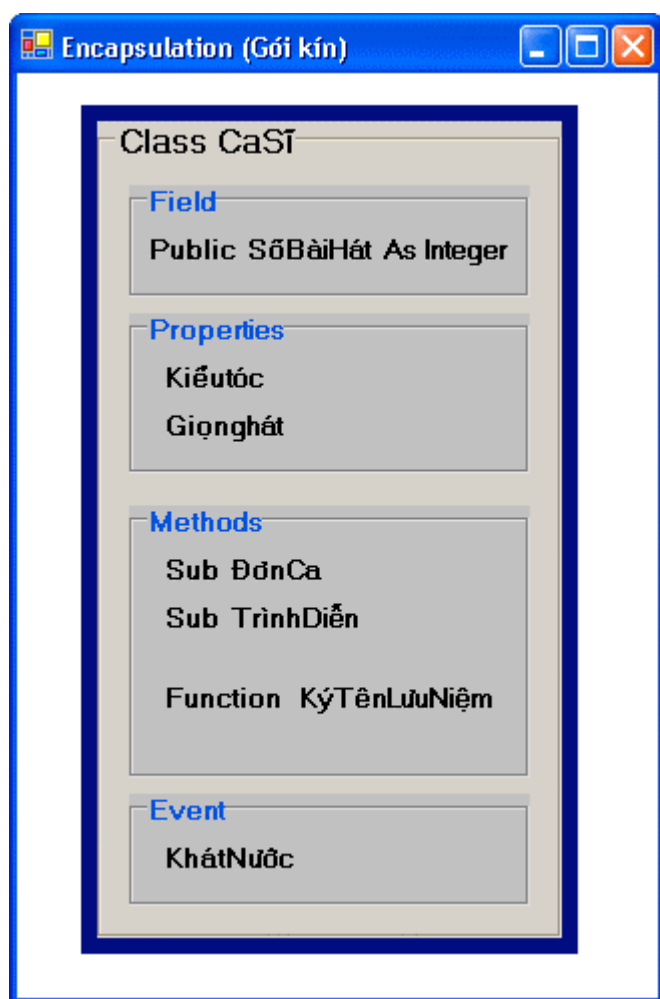 Encapsulation (Gói kín)
Class CaSĩ
Field
Public SốBàiHát As Integer
Properties
Kiểutóc
Giọnghát
Methods
Sub ĐơnCa
Sub TrìnhDiễn
Function KýTênLưuNiệm
Event
KhátNước